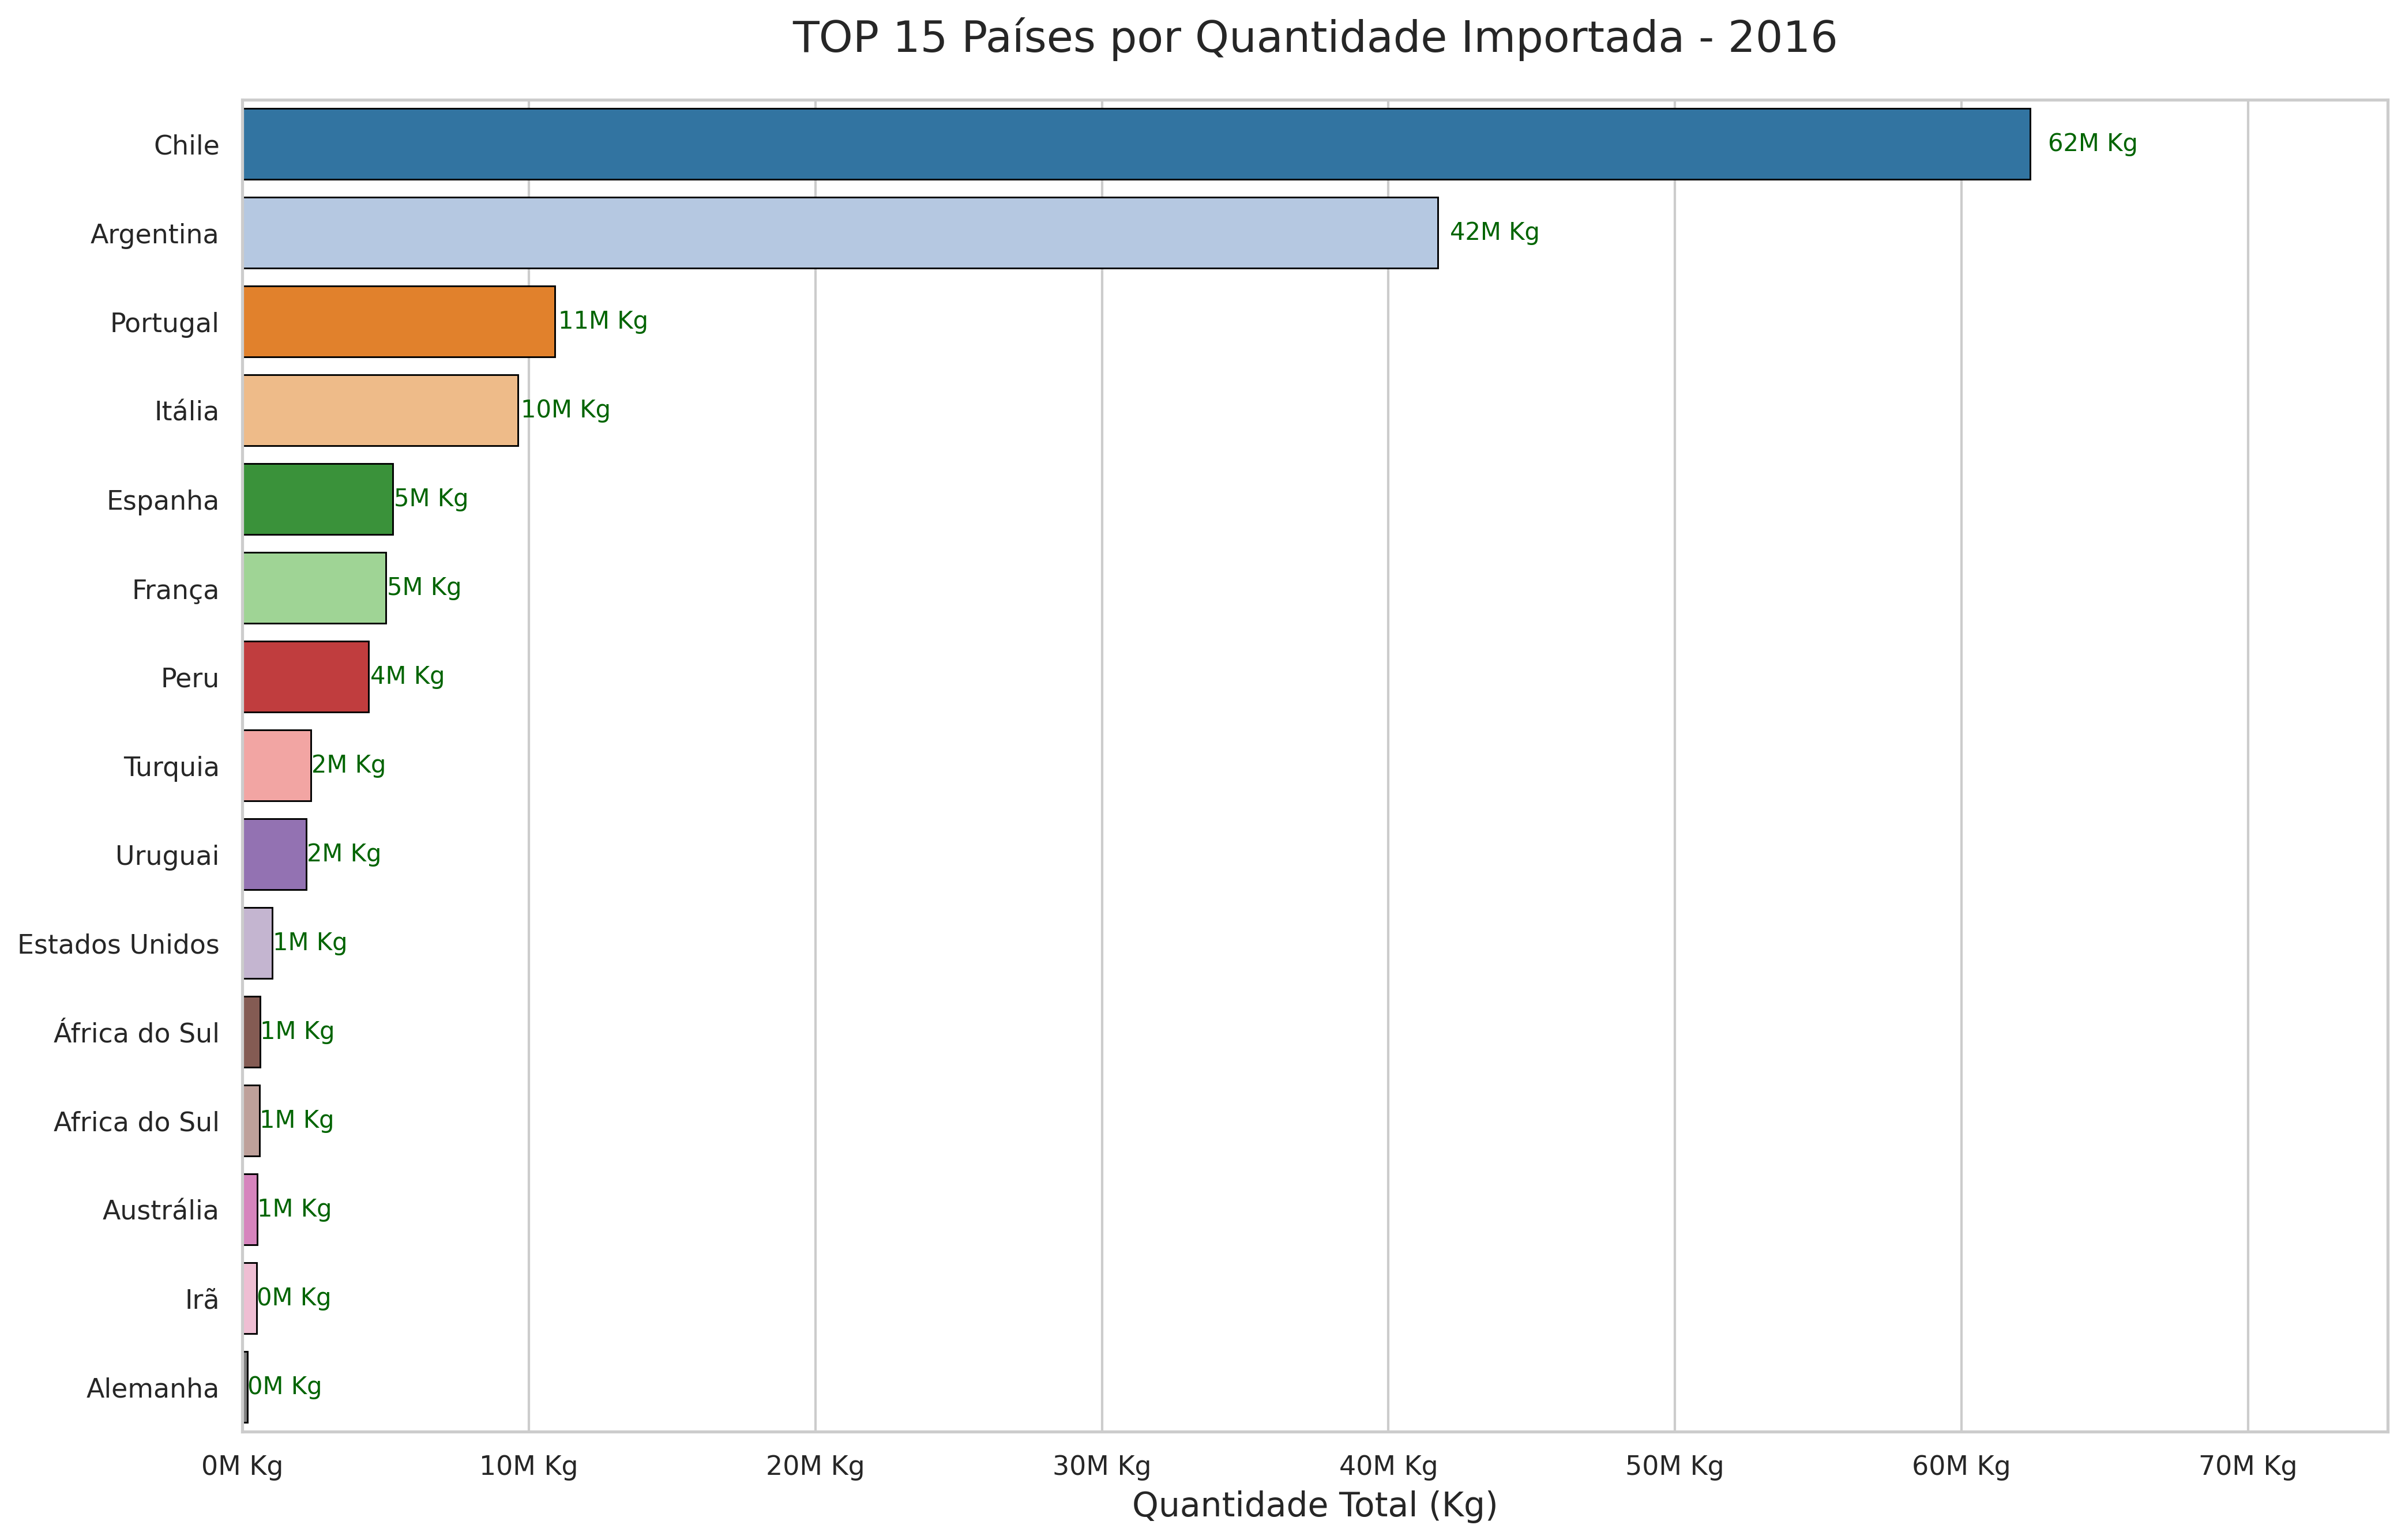 TOP 15 Países por Quantidade Importada - 2016
Chile 62M Kg
Argentina 42M Kg
Portugal 11M Kg
Itália 10M Kg
Espanha 5M Kg
França 5M Kg
Peru 4M Kg
Turquia 2M Kg
Uruguai 2M Kg
Estados Unidos 1M Kg
África do Sul 1M Kg
Africa do Sul 1M Kg
Austrália 1M Kg
Irã 0M Kg
Alemanha 0M Kg
0M Kg 10M Kg 20M Kg 30M Kg 40M Kg 50M Kg 60M Kg 70M Kg
Quantidade Total (Kg)